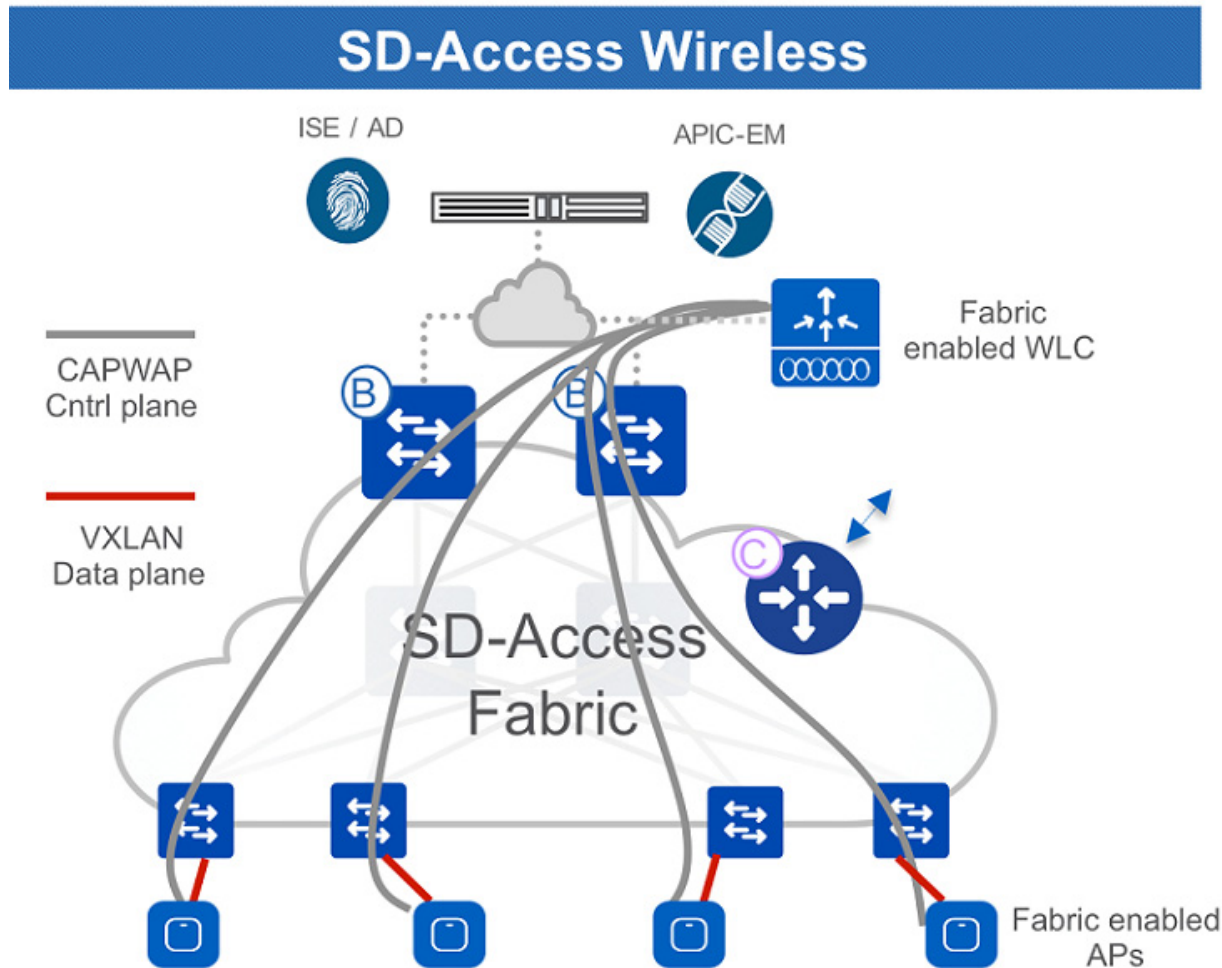 SD-Access Wireless
ISE / AD
APIC-EM
Fabric
enabled WLC
CAPWAP
Cntrl plane
B
B
VXLAN
Data plane
C
SD-Access
Fabric
Fabric enabled
APs